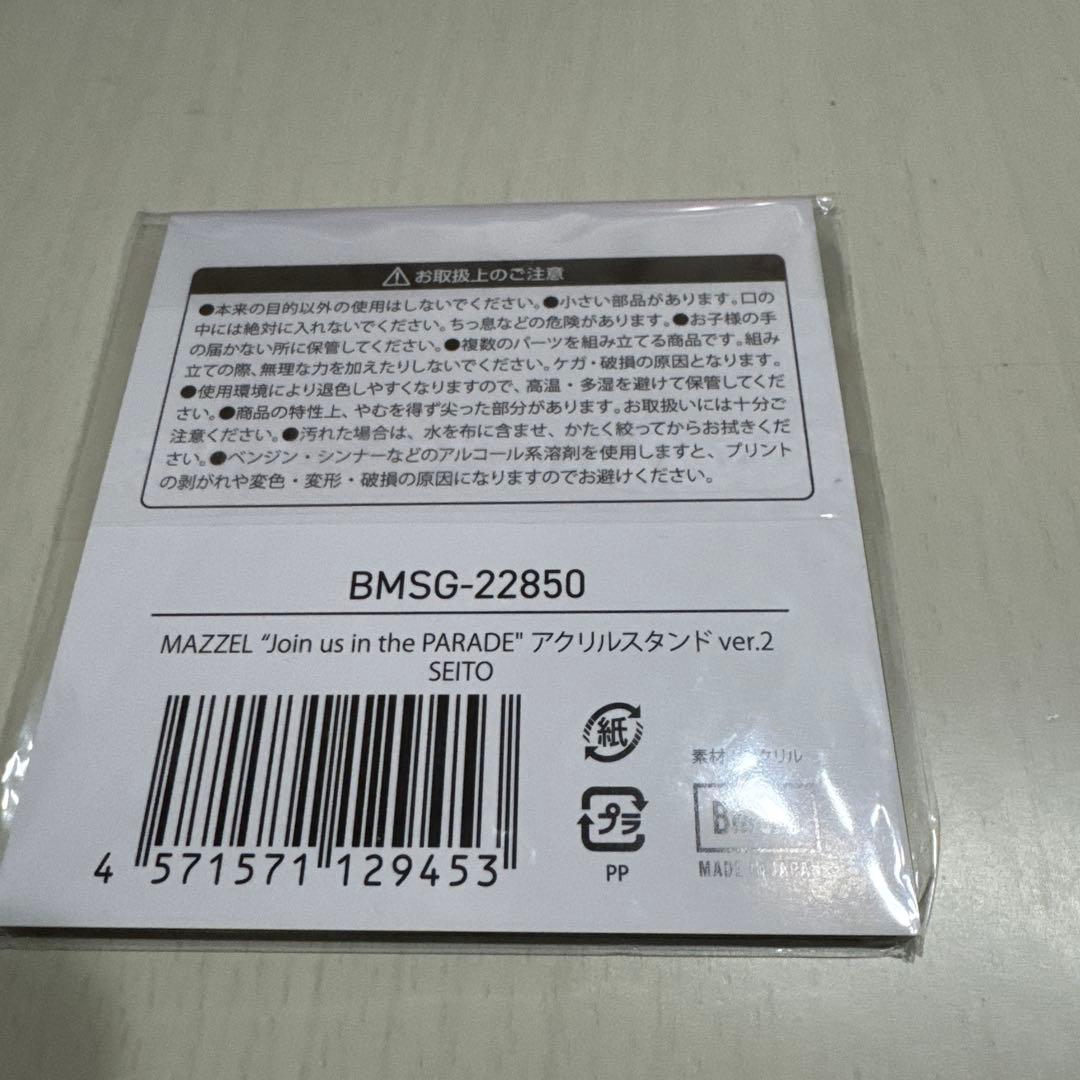 ⚠ お取扱上のご注意
●本来の目的以外の使用はしないでください。●小さい部品があります。口の
中には絶対に入れないでください。ちっ息などの危険があります。●お子様の手
の届かない所に保管してください。●複数のパーツを組み立てる商品です。組み
立ての際、無理な力を加えたりしないでください。ケガ・破損の原因となります。
●使用環境により退色しやすくなりますので、高温・多湿を避けて保管してくだ
さい。●商品の特性上、やむを得ず尖った部分があります。お取扱いには十分ご
注意ください。●汚れた場合は、水を布に含ませ、かたく絞ってからお拭きくだ
さい。●ベンジン・シンナーなどのアルコール系溶剤を使用しますと、プリント
の剥がれや変色・変形・破損の原因になりますのでお避けください。
BMSG-22850
MAZZEL “Join us in the PARADE" アクリルスタンド ver.2
SEITO
4 571571 129453
紙
プラ
PP
素材
MADE IN JAPAN